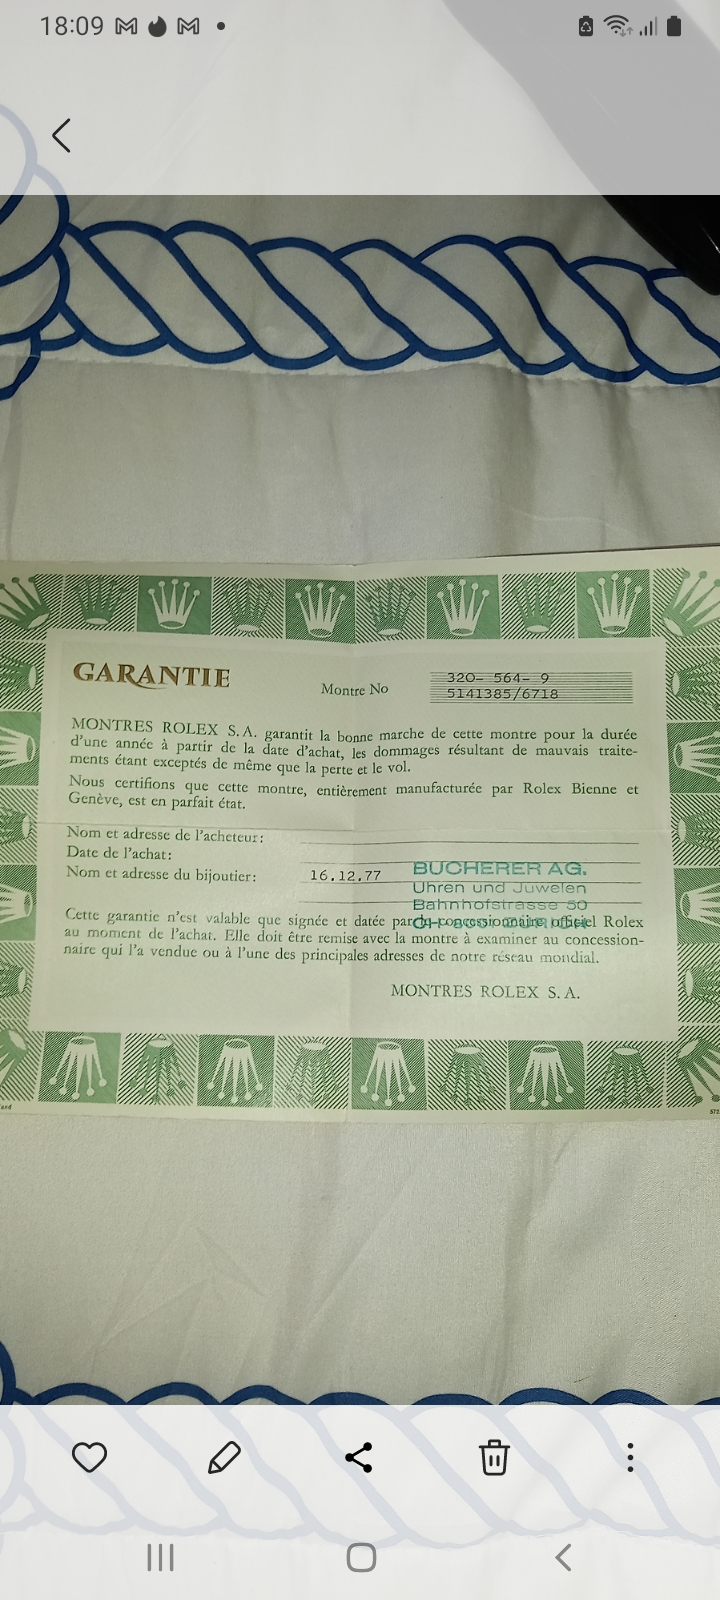 18:09
GARANTIE
Montre No
320- 564- 9
5141385/6718
MONTRES ROLEX S.A. garantit la bonne marche de cette montre pour la durée
d'une année à partir de la date d'achat, les dommages résultant de mauvais traite-
ments étant exceptés de même que la perte et le vol.
Nous certifions que cette montre, entièrement manufacturée par Rolex Bienne et
Genève, est en parfait état.
Nom et adresse de l'acheteur:
Date de l'achat:
Nom et adresse du bijoutier:
16.12.77
BUCHERER AG.
Uhren und Juwelen
Bahnhofstrasse 50
Cette garantie n'est valable que signée et datée par du concessionnaire officiel Rolex
au moment de l'achat. Elle doit être remise avec la montre à examiner au concession-
naire qui l'a vendue ou à l'une des principales adresses de notre réseau mondial.
MONTRES ROLEX S.A.